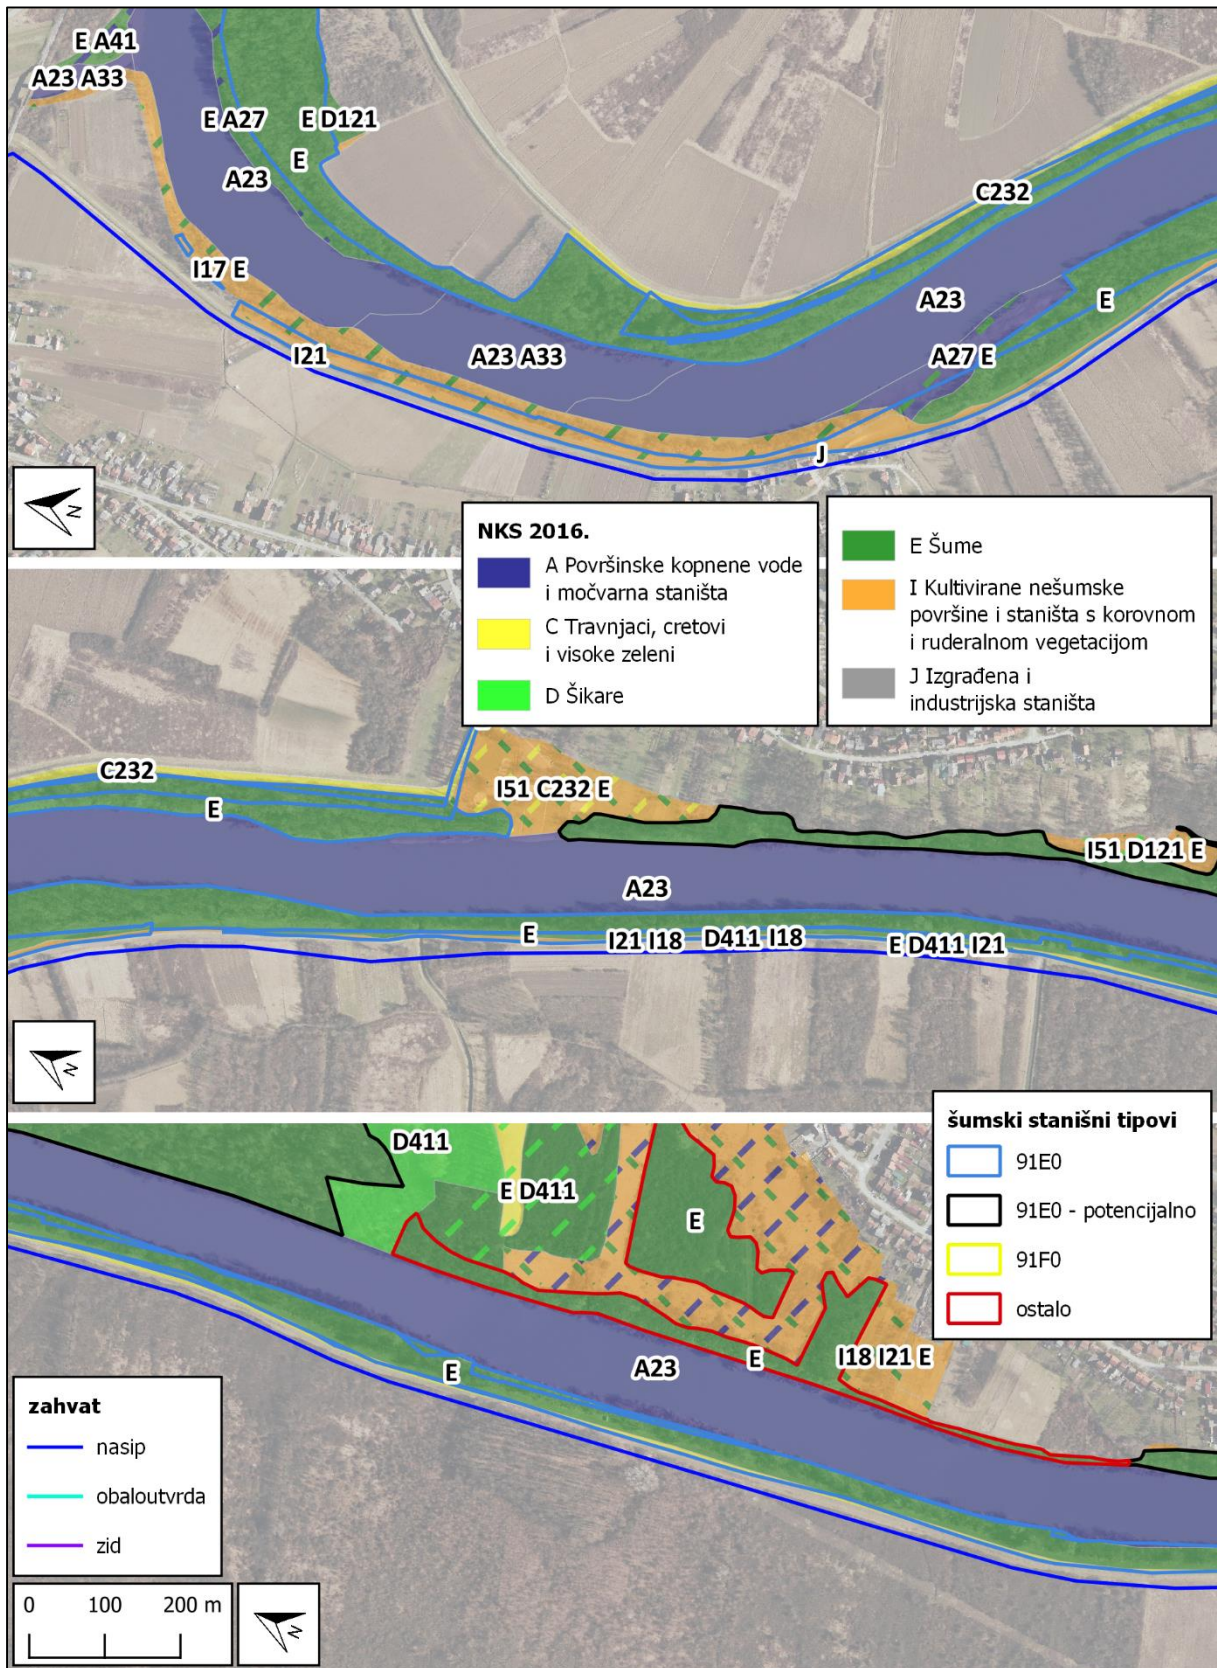 E A41
A23 A33
E A27
E D121
E
A23
C232
I17 E
A23
E
I21
A23 A33
A27 E
J
N
NKS 2016.
A Površinske kopnene vode
i močvarna staništa
C Travnjaci, cretovi
i visoke zeleni
D Šikare
E Šume
I Kultivirane nešumske
površine i staništa s korovnom
i ruderalnom vegetacijom
J Izgrađena i
industrijska staništa
C232
E
I51 C232 E
I51 D121 E
A23
E
I21 I18
D411 I18
E D411 I21
N
šumski stanišni tipovi
91E0
91E0 - potencijalno
91F0
ostalo
D411
E D411
E
E
A23
E
I18 I21 E
zahvat
nasip
obaloutvrda
zid
0 100 200 m
N